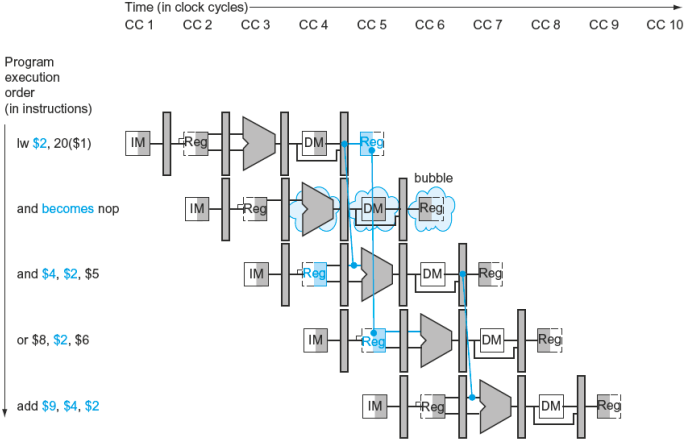 Time (in clock cycles)
CC 1 CC 2 CC 3 CC 4 CC 5 CC 6 CC 7 CC 8 CC 9 CC 10
Program
execution
order
(in instructions)
lw $2, 20($1) IM Reg DM Reg
bubble
and becomes nop IM Reg DM Reg
and $4, $2, $5 IM Reg DM Reg
or $8, $2, $6 IM Reg DM Reg
add $9, $4, $2 IM Reg DM Reg